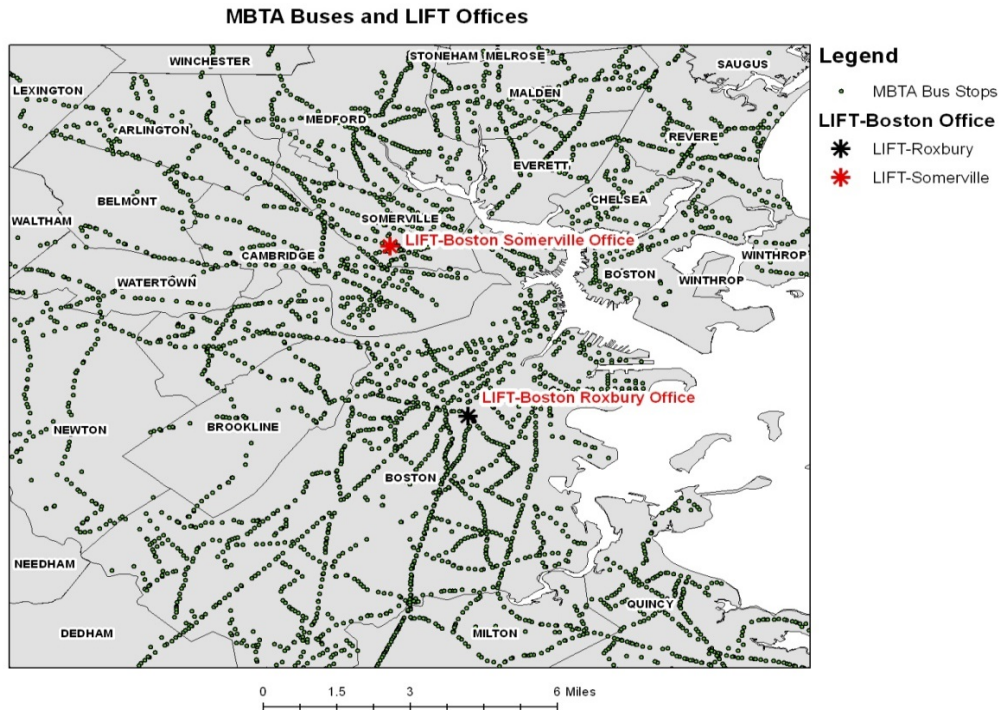 MBTA Buses and LIFT Offices
Legend
MBTA Bus Stops
LIFT-Boston Office
LIFT-Roxbury
LIFT-Somerville
STONEHAM MELROSE
WINCHESTER
SAUGUS
LEXINGTON
MALDEN
MEDFORD
ARLINGTON
REVERE
EVERETT
BELMONT
CHELSEA
WALTHAM
SOMERVILLE
LIFT-Boston Somerville Office
CAMBRIDGE
WINTHROP
BOSTON
WINTHROP
WATERTOWN
LIFT-Boston Roxbury Office
NEWTON
BROOKLINE
BOSTON
NEEDHAM
QUINCY
DEDHAM
MILTON
0 1.5 3 6 Miles